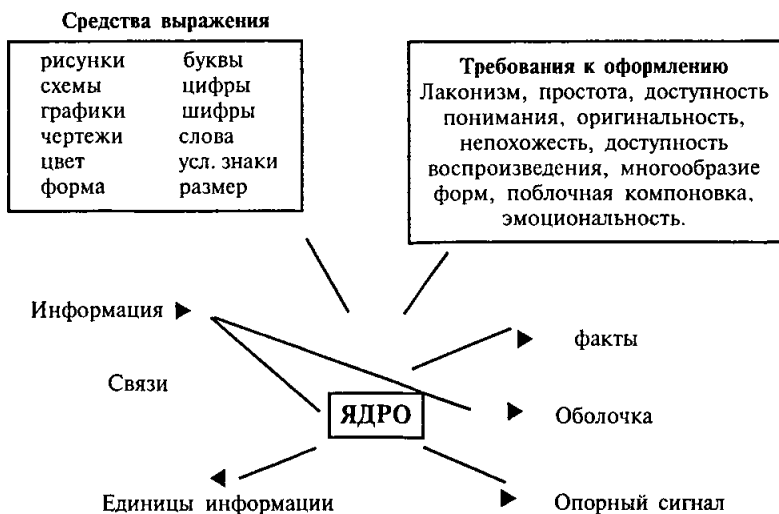 Средства выражения
рисунки буквы
схемы цифры
графики шифры
чертежи слова
цвет усл. знаки
форма размер
Требования к оформлению
Лаконизм, простота, доступность
понимания, оригинальность,
непохожесть, доступность
воспроизведения, многообразие
форм, поблочная компоновка,
эмоциональность.
Информация
факты
Связи
ЯДРО
Оболочка
Единицы информации
Опорный сигнал